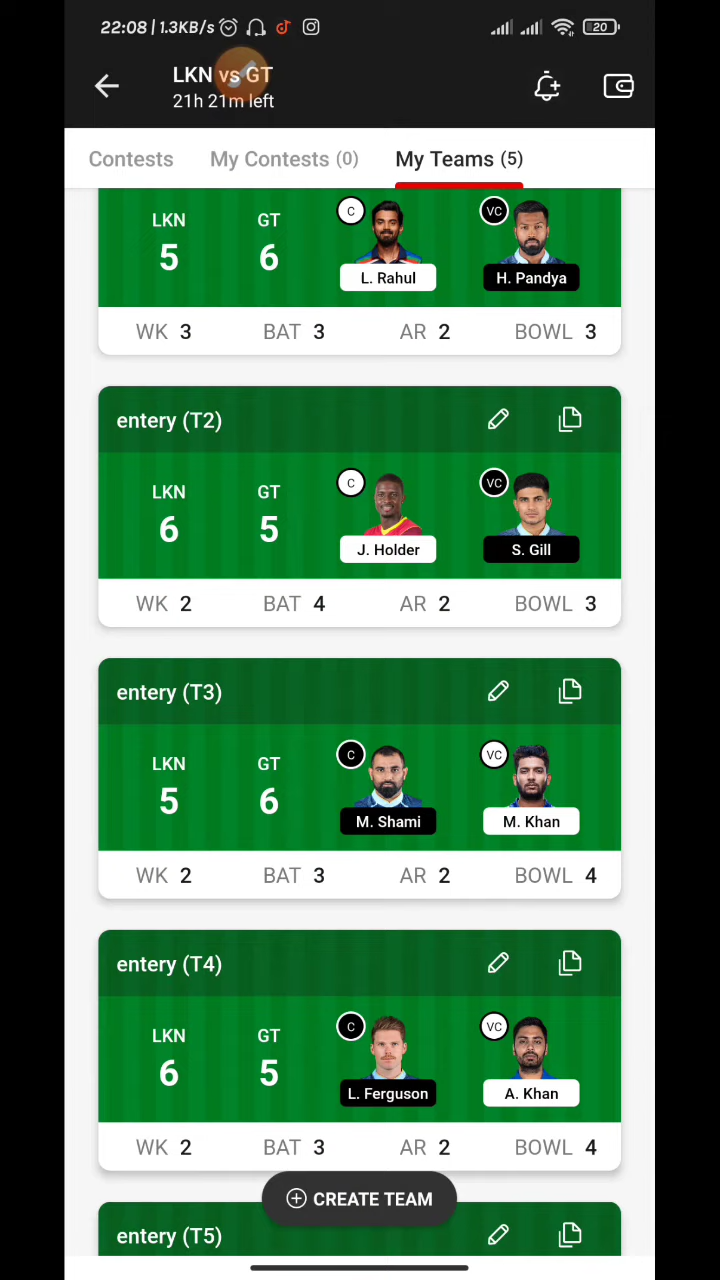 22:08 | 1.3KB/s 20
LKN vs GT
21h 21m left
Contests My Contests (0) My Teams (5)
LKN GT C VC
5 6
L. Rahul H. Pandya
WK 3 BAT 3 AR 2 BOWL 3
entery (T2)
LKN GT C VC
6 5
J. Holder S. Gill
WK 2 BAT 4 AR 2 BOWL 3
entery (T3)
LKN GT C VC
5 6
M. Shami M. Khan
WK 2 BAT 3 AR 2 BOWL 4
entery (T4)
LKN GT C VC
6 5
L. Ferguson A. Khan
WK 2 BAT 3 AR 2 BOWL 4
CREATE TEAM
entery (T5)